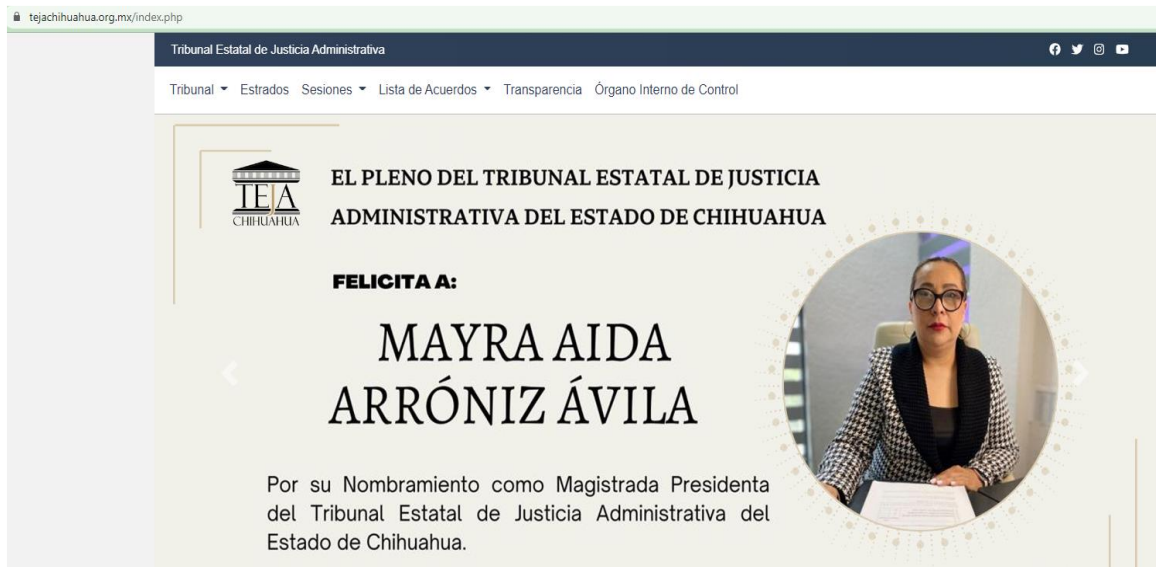 tejachihuahua.org.mx/index.php
Tribunal Estatal de Justicia Administrativa
Tribunal Estrados Sesiones Lista de Acuerdos Transparencia Órgano Interno de Control
TEJA
CHIHUAHUA
EL PLENO DEL TRIBUNAL ESTATAL DE JUSTICIA
ADMINISTRATIVA DEL ESTADO DE CHIHUAHUA
FELICITA A:
MAYRA AIDA
ARRÓNIZ ÁVILA
Por su Nombramiento como Magistrada Presidenta
del Tribunal Estatal de Justicia Administrativa del
Estado de Chihuahua.